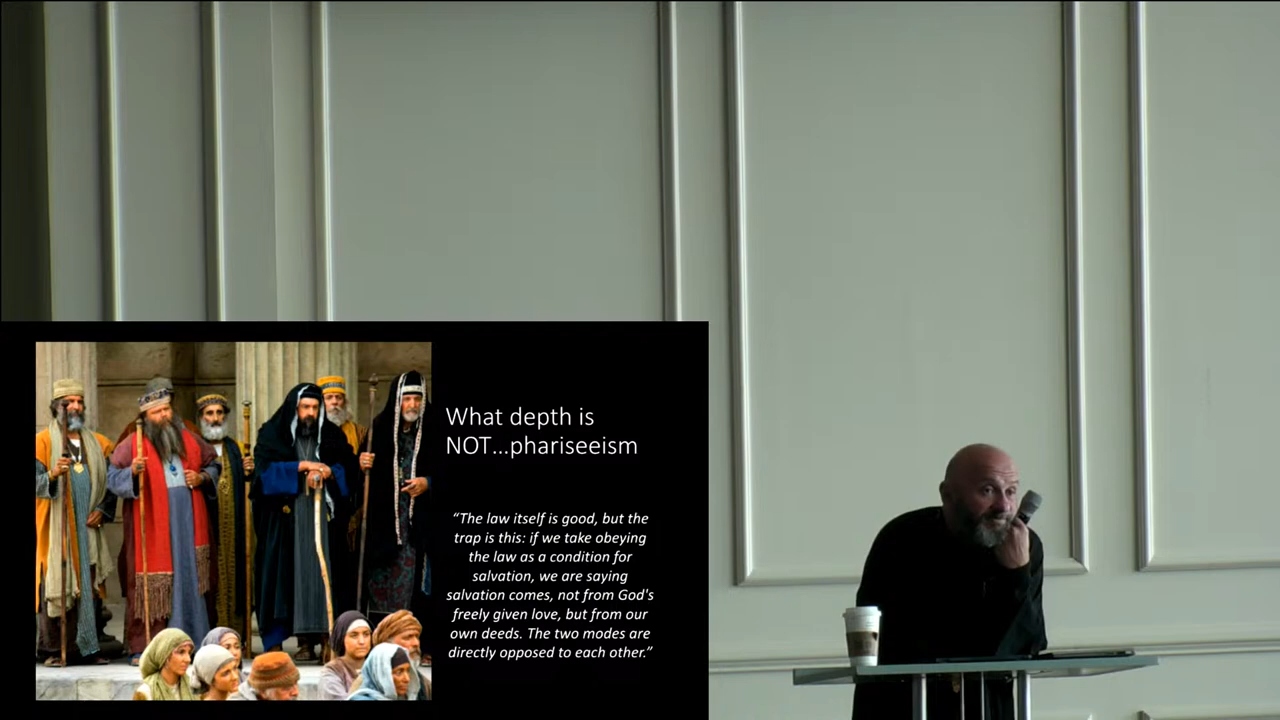 What depth is
NOT...phariseeism
“The law itself is good, but the
trap is this: if we take obeying
the law as a condition for
salvation, we are saying
salvation comes, not from God's
freely given love, but from our
own deeds. The two modes are
directly opposed to each other.”